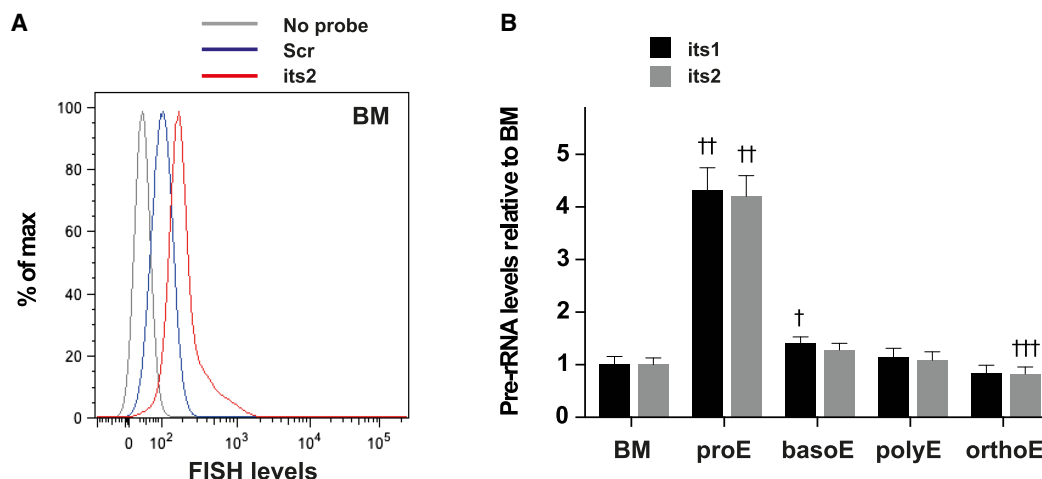 A
No probe
Scr
its2
BM
% of max
100
80
60
40
20
0
0 10² 10³ 10⁴ 10⁵
FISH levels
B
its1
its2
Pre-rRNA levels relative to BM
5
4
3
2
1
0
†† ††
†
†††
BM proE basoE polyE orthoE